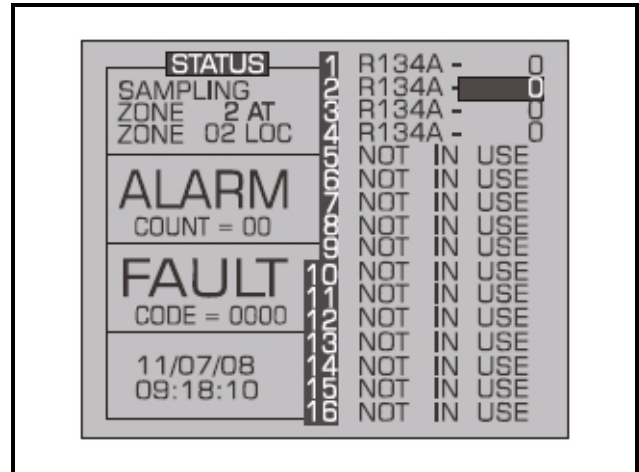 STATUS
SAMPLING
ZONE 2 AT
ZONE 02 LOC
ALARM
COUNT = 00
FAULT
CODE = 0000
11/07/08
09:18:10
1 R134A - 0
2 R134A - 0
3 R134A - 0
4 R134A - 0
5 NOT IN USE
6 NOT IN USE
7 NOT IN USE
8 NOT IN USE
9 NOT IN USE
10 NOT IN USE
11 NOT IN USE
12 NOT IN USE
13 NOT IN USE
14 NOT IN USE
15 NOT IN USE
16 NOT IN USE